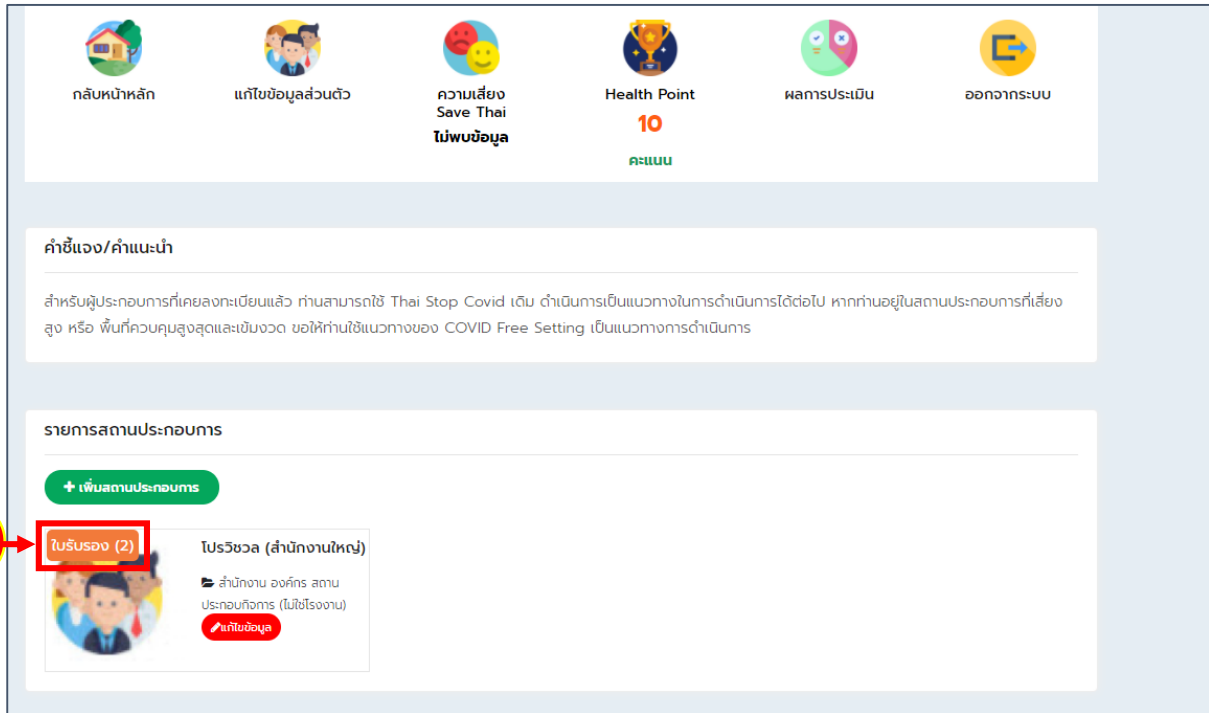 กลับหน้าหลัก
แก้ไขข้อมูลส่วนตัว
ความเสี่ยง
Save Thai
ไม่พบข้อมูล
Health Point
10
คะแนน
ผลการประเมิน
ออกจากระบบ
คำชี้แจง/คำแนะนำ
สำหรับผู้ประกอบการที่เคยลงทะเบียนแล้ว ท่านสามารถใช้ Thai Stop Covid เดิม ดำเนินการเป็นแนวทางในการดำเนินการได้ต่อไป หากท่านอยู่ในสถานประกอบการที่เสี่ยง
สูง หรือ พื้นที่ควบคุมสูงสุดและเข้มงวด ขอให้ท่านใช้แนวทางของ COVID Free Setting เป็นแนวทางการดำเนินการ
รายการสถานประกอบการ
+ เพิ่มสถานประกอบการ
ใบรับรอง (2)
โปรวิชวล (สำนักงานใหญ่)
สำนักงาน องค์กร สถาน
ประกอบกิจการ (ไม่ใช่โรงงาน)
แก้ไขข้อมูล